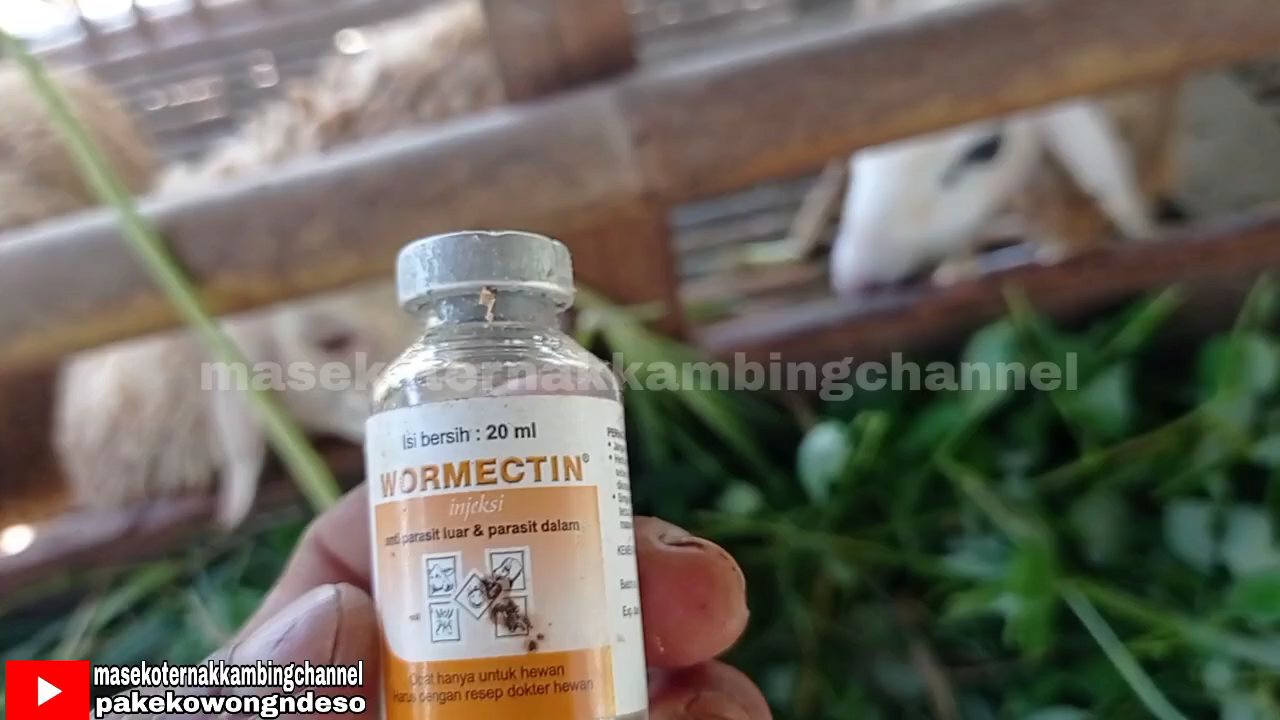 masekoternakkambingchannel
Isi bersih : 20 ml
WORMECTIN®
injeksi
anti parasit luar & parasit dalam
Obat hanya untuk hewan
Harus dengan resep dokter hewan
masekoternakkambingchannel
pakekowongndeso